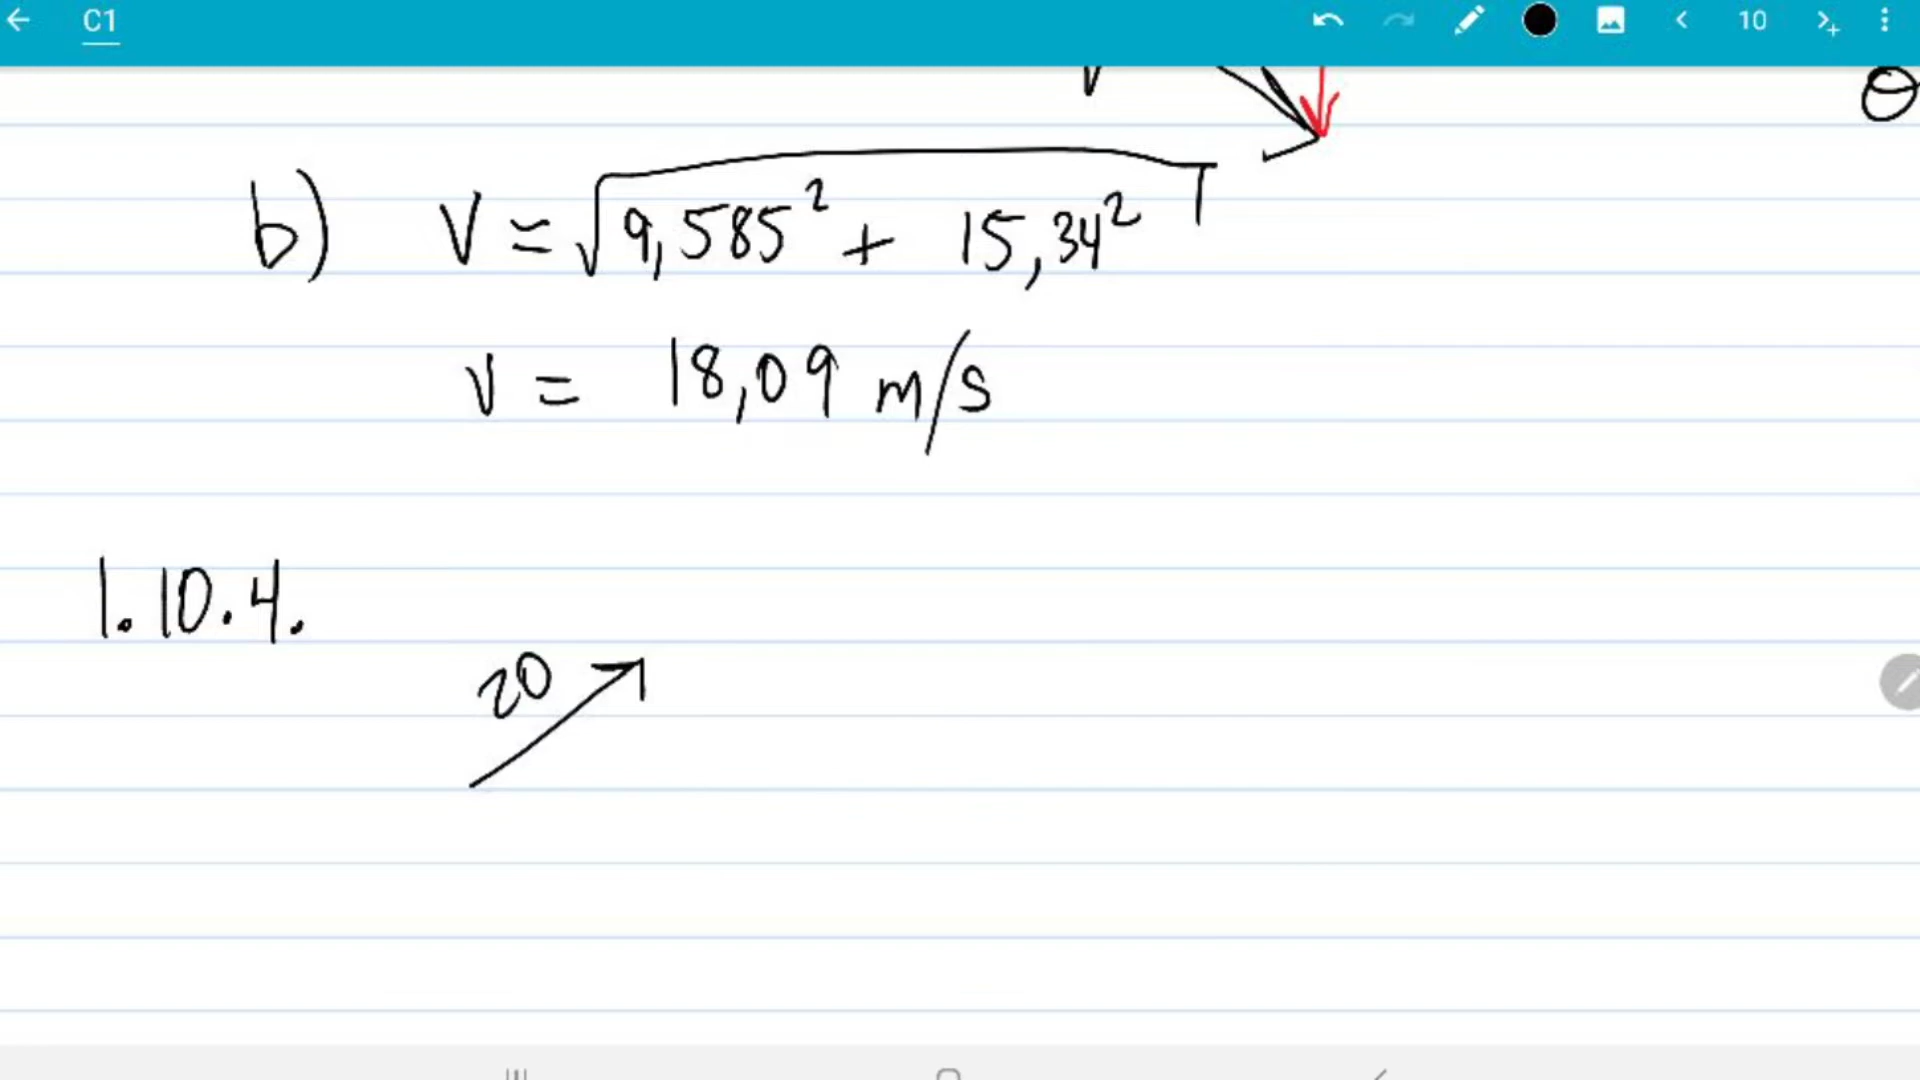 C1 10
V θ
b) V = √9,585² + 15,34²
V = 18,09 m/s
1.10.4.
20